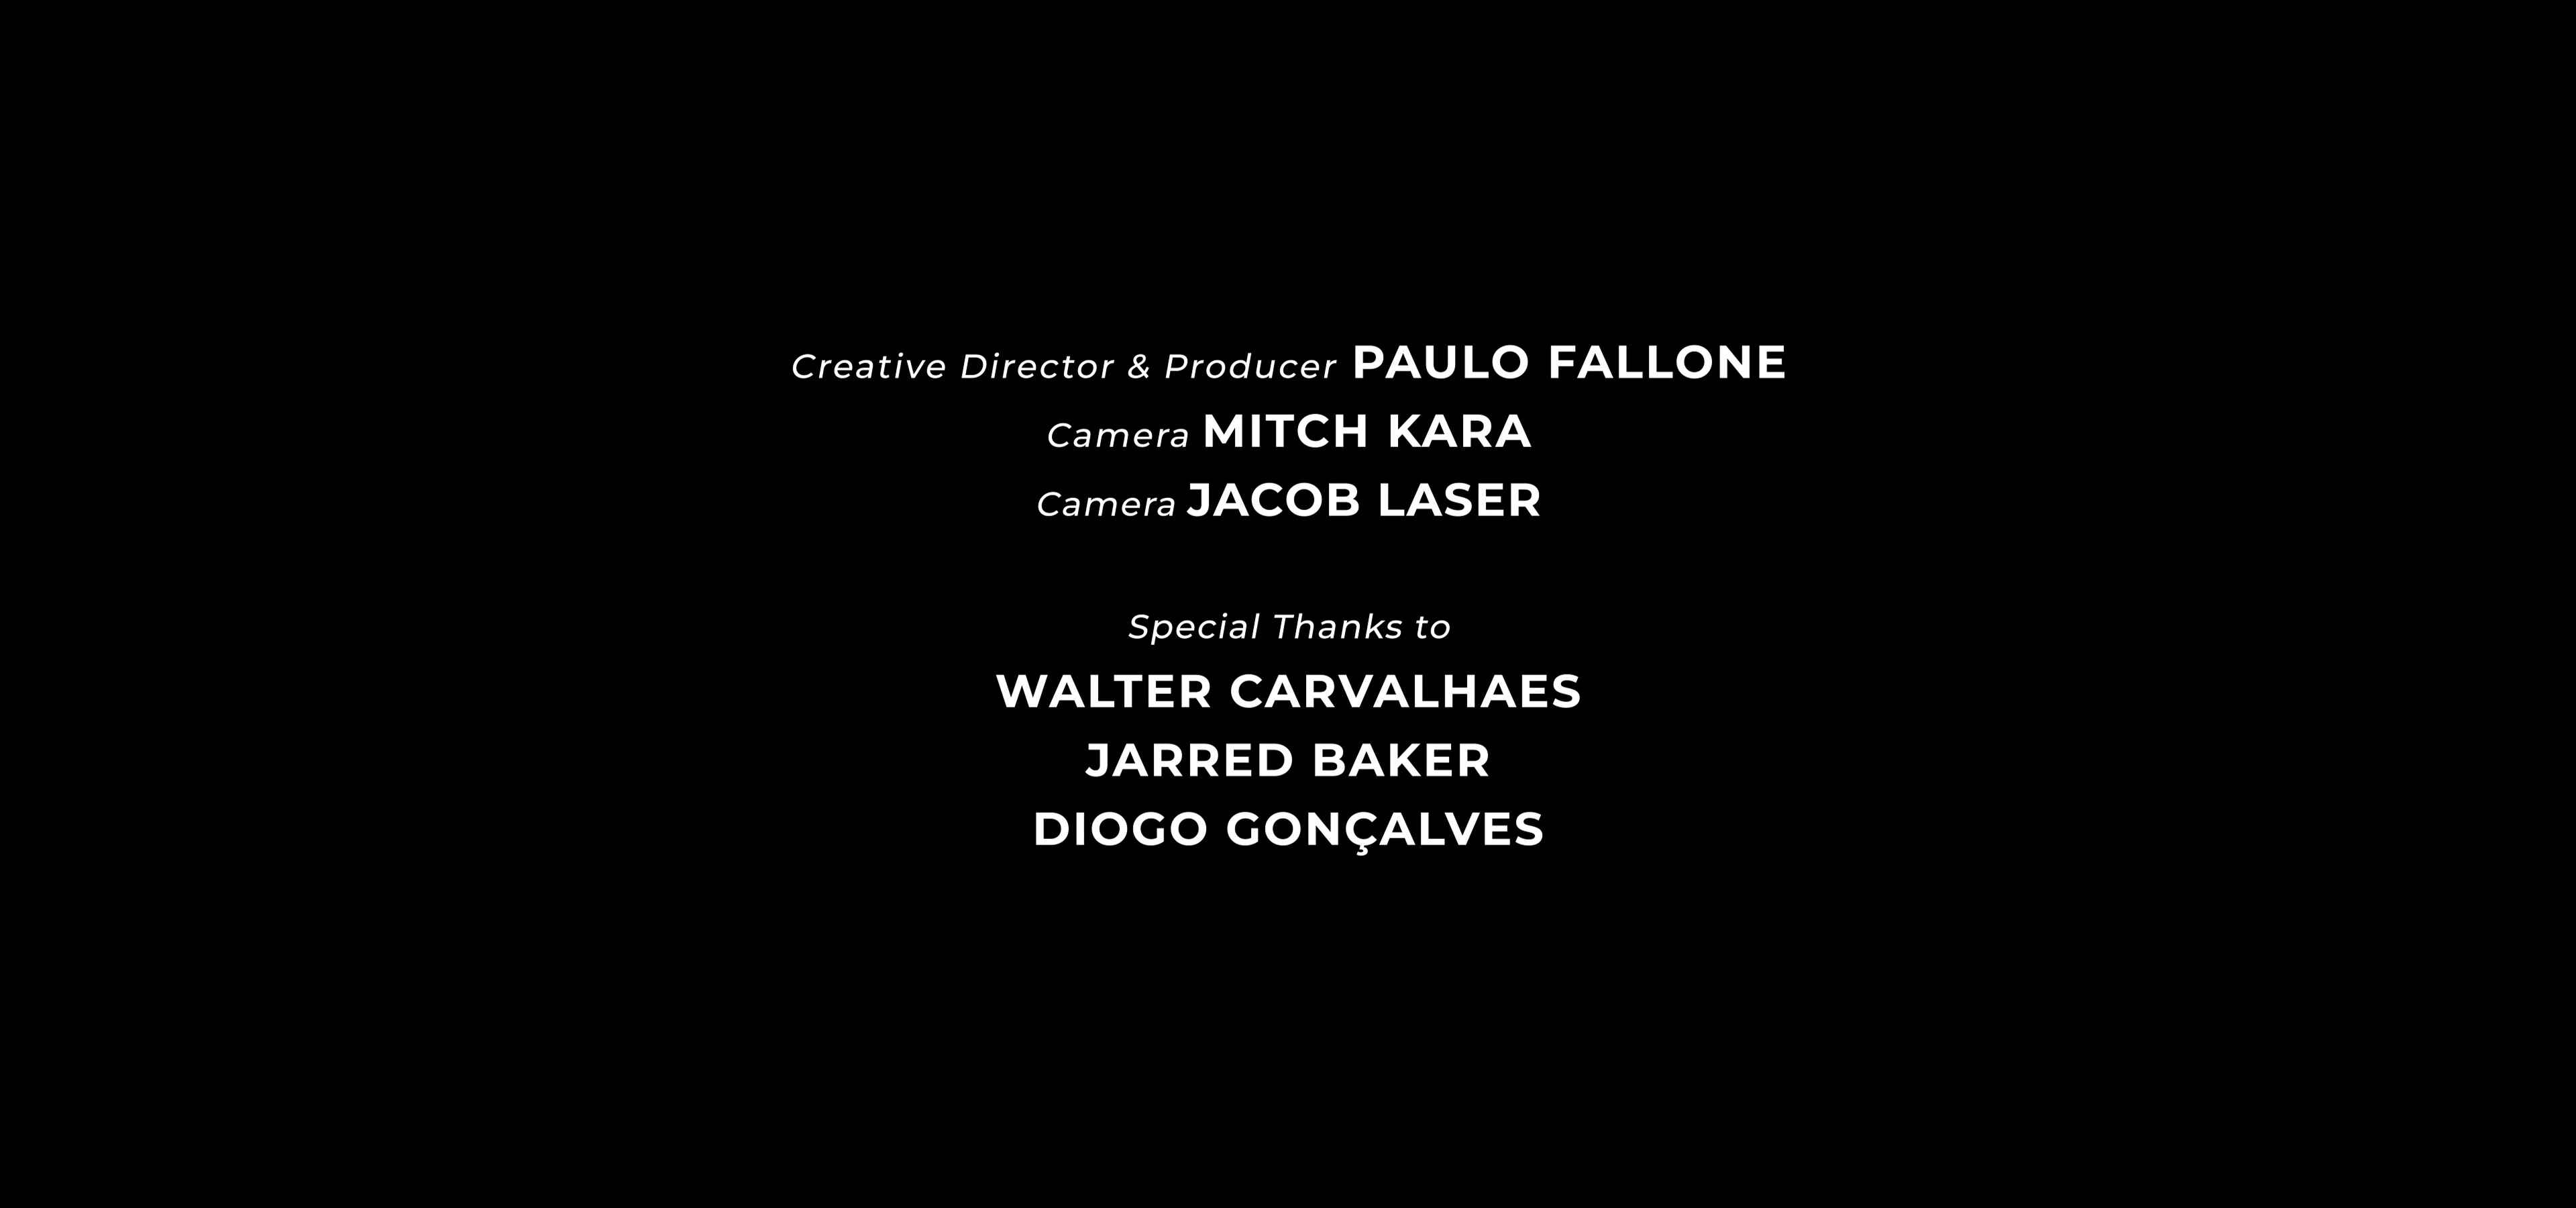 Creative Director & Producer PAULO FALLONE
Camera MITCH KARA
Camera JACOB LASER
Special Thanks to
WALTER CARVALHAES
JARRED BAKER
DIOGO GONÇALVES